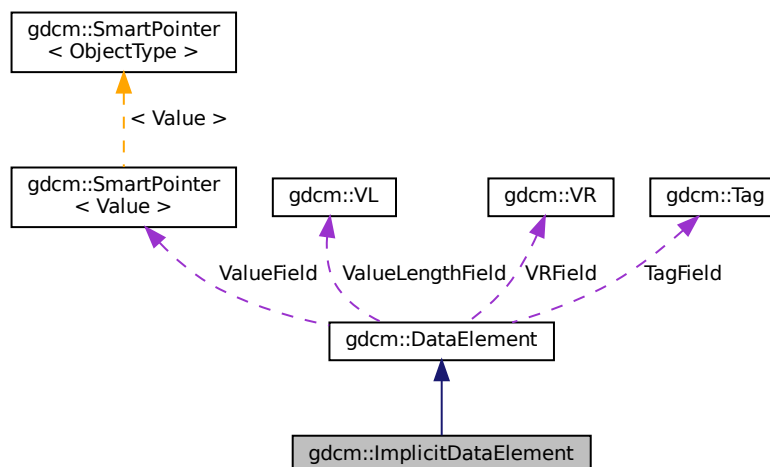 gdcm::SmartPointer
< ObjectType >
< Value >
gdcm::SmartPointer
< Value >
gdcm::VL
gdcm::VR
gdcm::Tag
ValueField
ValueLengthField
VRField
TagField
gdcm::DataElement
gdcm::ImplicitDataElement